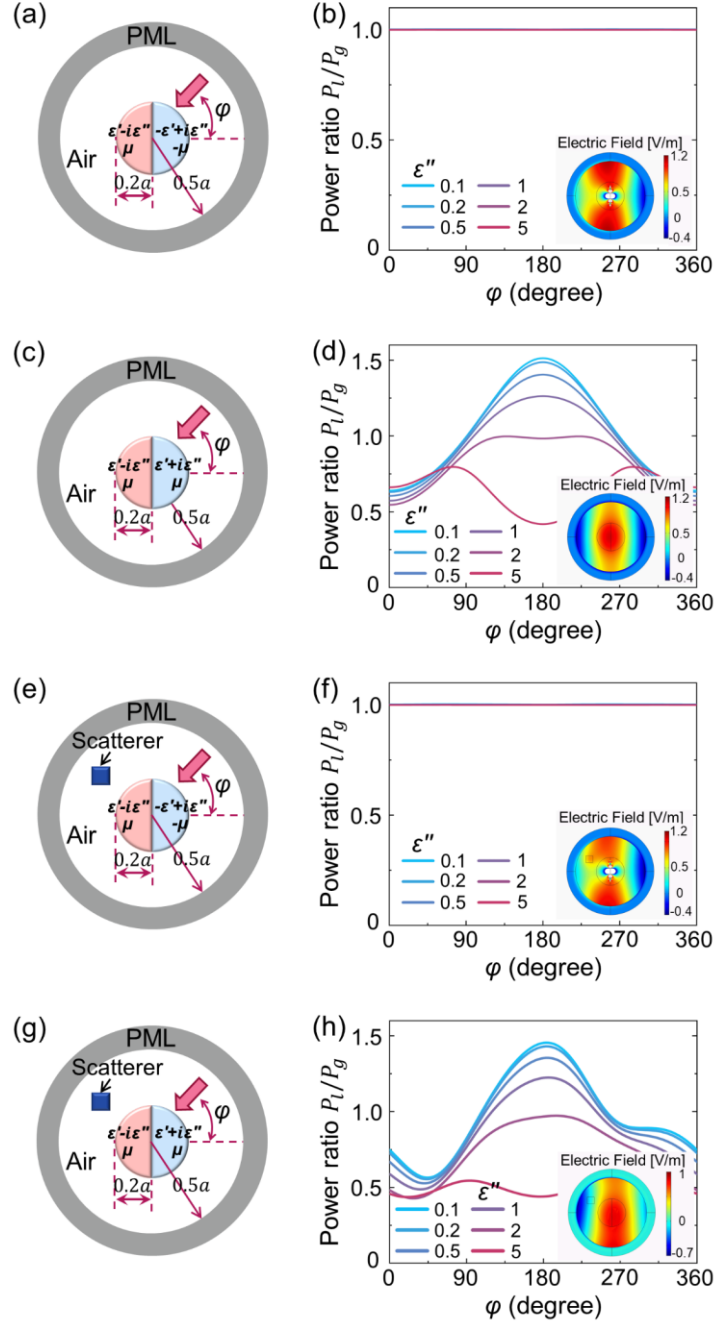 (a)
PML
φ
ε'-iε" -ε'+iε"
μ -μ
Air
0.2a 0.5a
(b)
Power ratio Pl/Pg
1.0
0.5
0
ε"
0.1 1
0.2 2
0.5 5
Electric Field [V/m]
1.2
0.5
0
-0.4
0 90 180 270 360
φ (degree)
(c)
PML
φ
ε'-iε" ε'+iε"
μ μ
Air
0.2a 0.5a
(d)
Power ratio Pl/Pg
1.5
1.0
0.5
0
ε"
0.1 1
0.2 2
0.5 5
Electric Field [V/m]
1.2
0.5
0
-0.4
0 90 180 270 360
φ (degree)
(e)
PML
Scatterer
φ
ε'-iε" -ε'+iε"
μ -μ
Air
0.2a 0.5a
(f)
Power ratio Pl/Pg
1.0
0.5
0
ε"
0.1 1
0.2 2
0.5 5
Electric Field [V/m]
1.2
0.5
0
-0.4
0 90 180 270 360
φ (degree)
(g)
PML
Scatterer
φ
ε'-iε" ε'+iε"
μ μ
Air
0.2a 0.5a
(h)
Power ratio Pl/Pg
1.5
1.0
0.5
0
ε"
0.1 1
0.2 2
0.5 5
Electric Field [V/m]
1
0
-0.7
0 90 180 270 360
φ (degree)